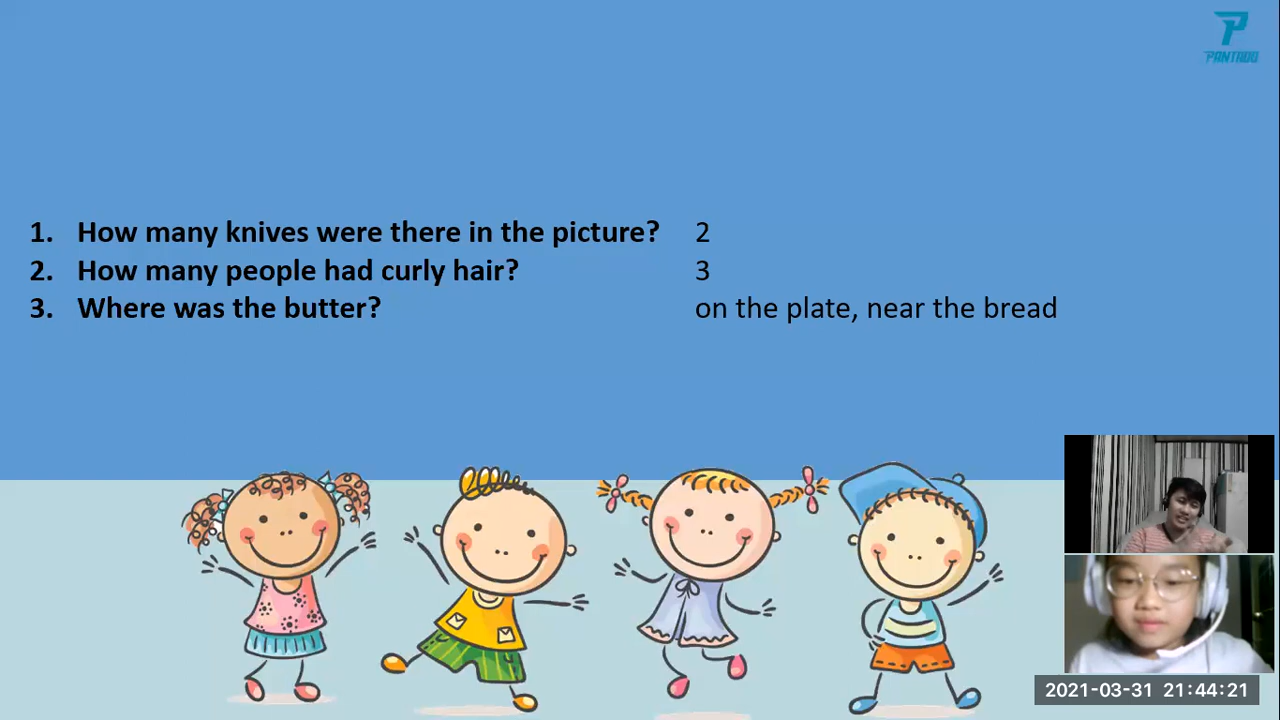 PANTADO
1. How many knives were there in the picture? 2
2. How many people had curly hair? 3
3. Where was the butter? on the plate, near the bread
2021-03-31 21:44:21